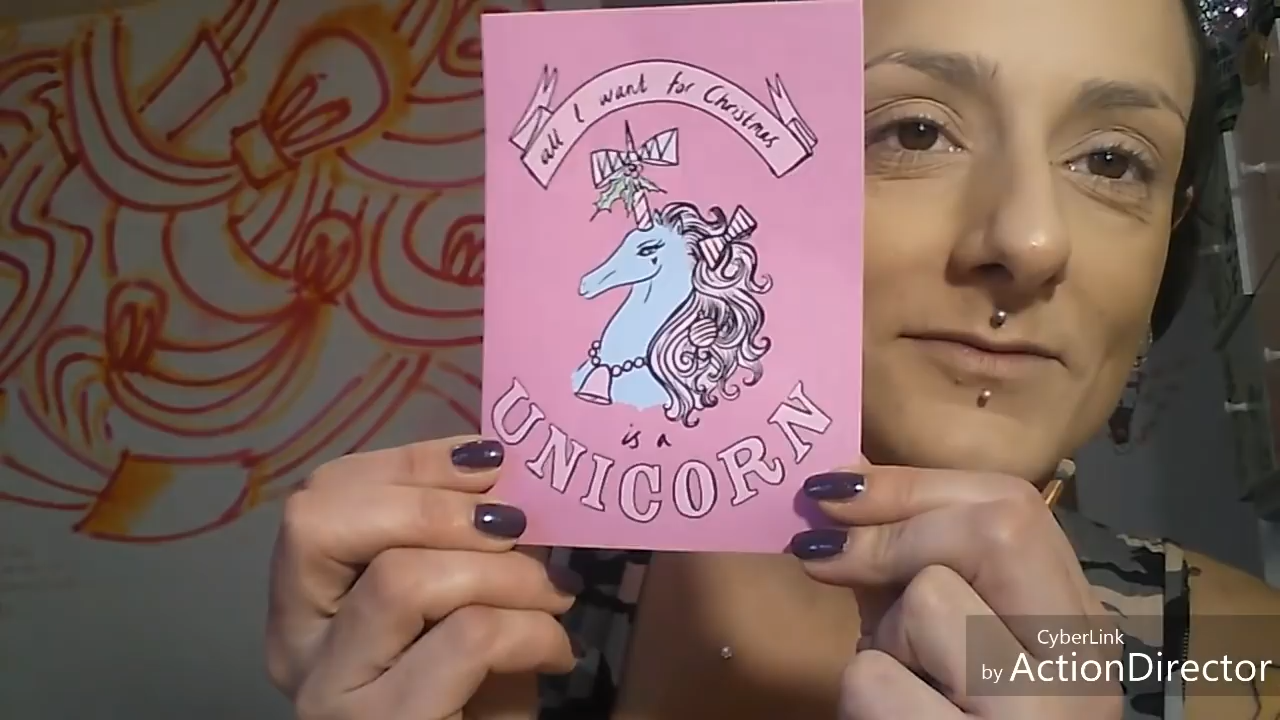 all I want for Christmas
is a
UNICORN
CyberLink
by ActionDirector